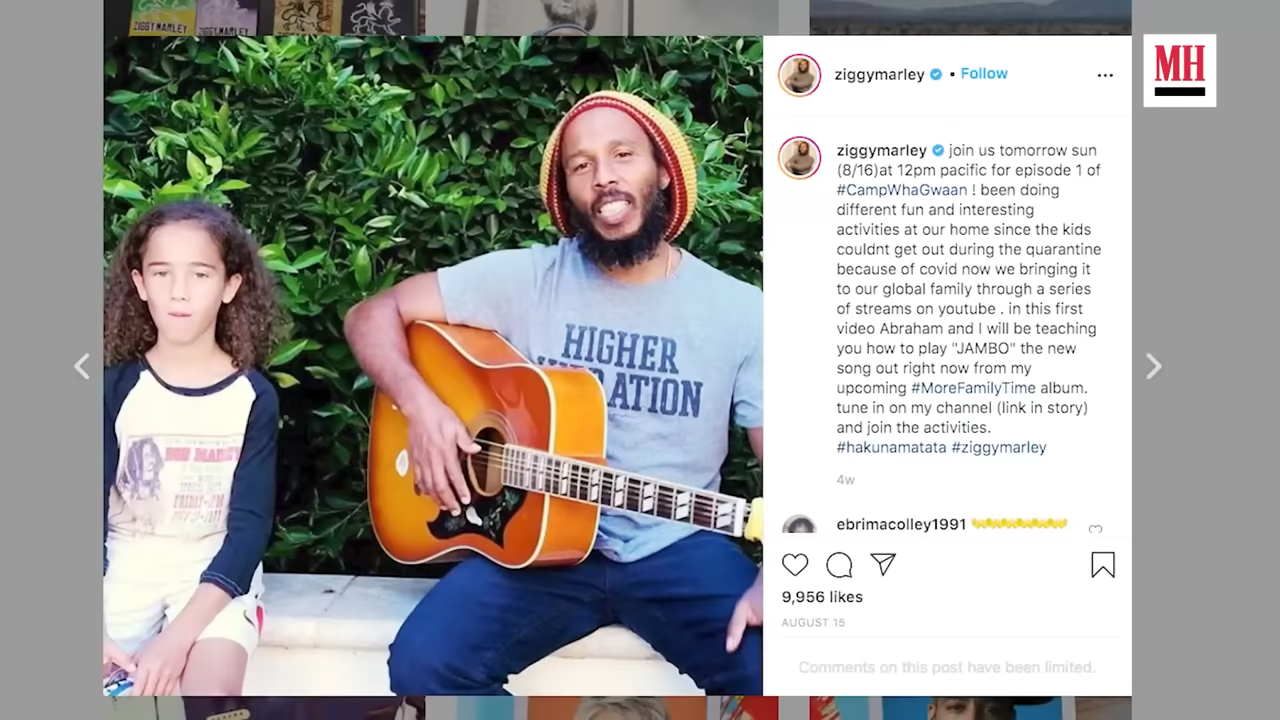 ZIGGY MARLEY
ZIGGY MARLEY
MH
ziggymarley • Follow
ziggymarley join us tomorrow sun
(8/16)at 12pm pacific for episode 1 of
#CampWhaGwaan ! been doing
different fun and interesting
activities at our home since the kids
couldnt get out during the quarantine
because of covid now we bringing it
to our global family through a series
of streams on youtube . in this first
video Abraham and I will be teaching
you how to play "JAMBO" the new
song out right now from my
upcoming #MoreFamilyTime album.
tune in on my channel (link in story)
and join the activities.
#hakunamatata #ziggymarley
4w
ebrimacolley1991
9,956 likes
AUGUST 15
Comments on this post have been limited.
HIGHER
BOB MARLEY